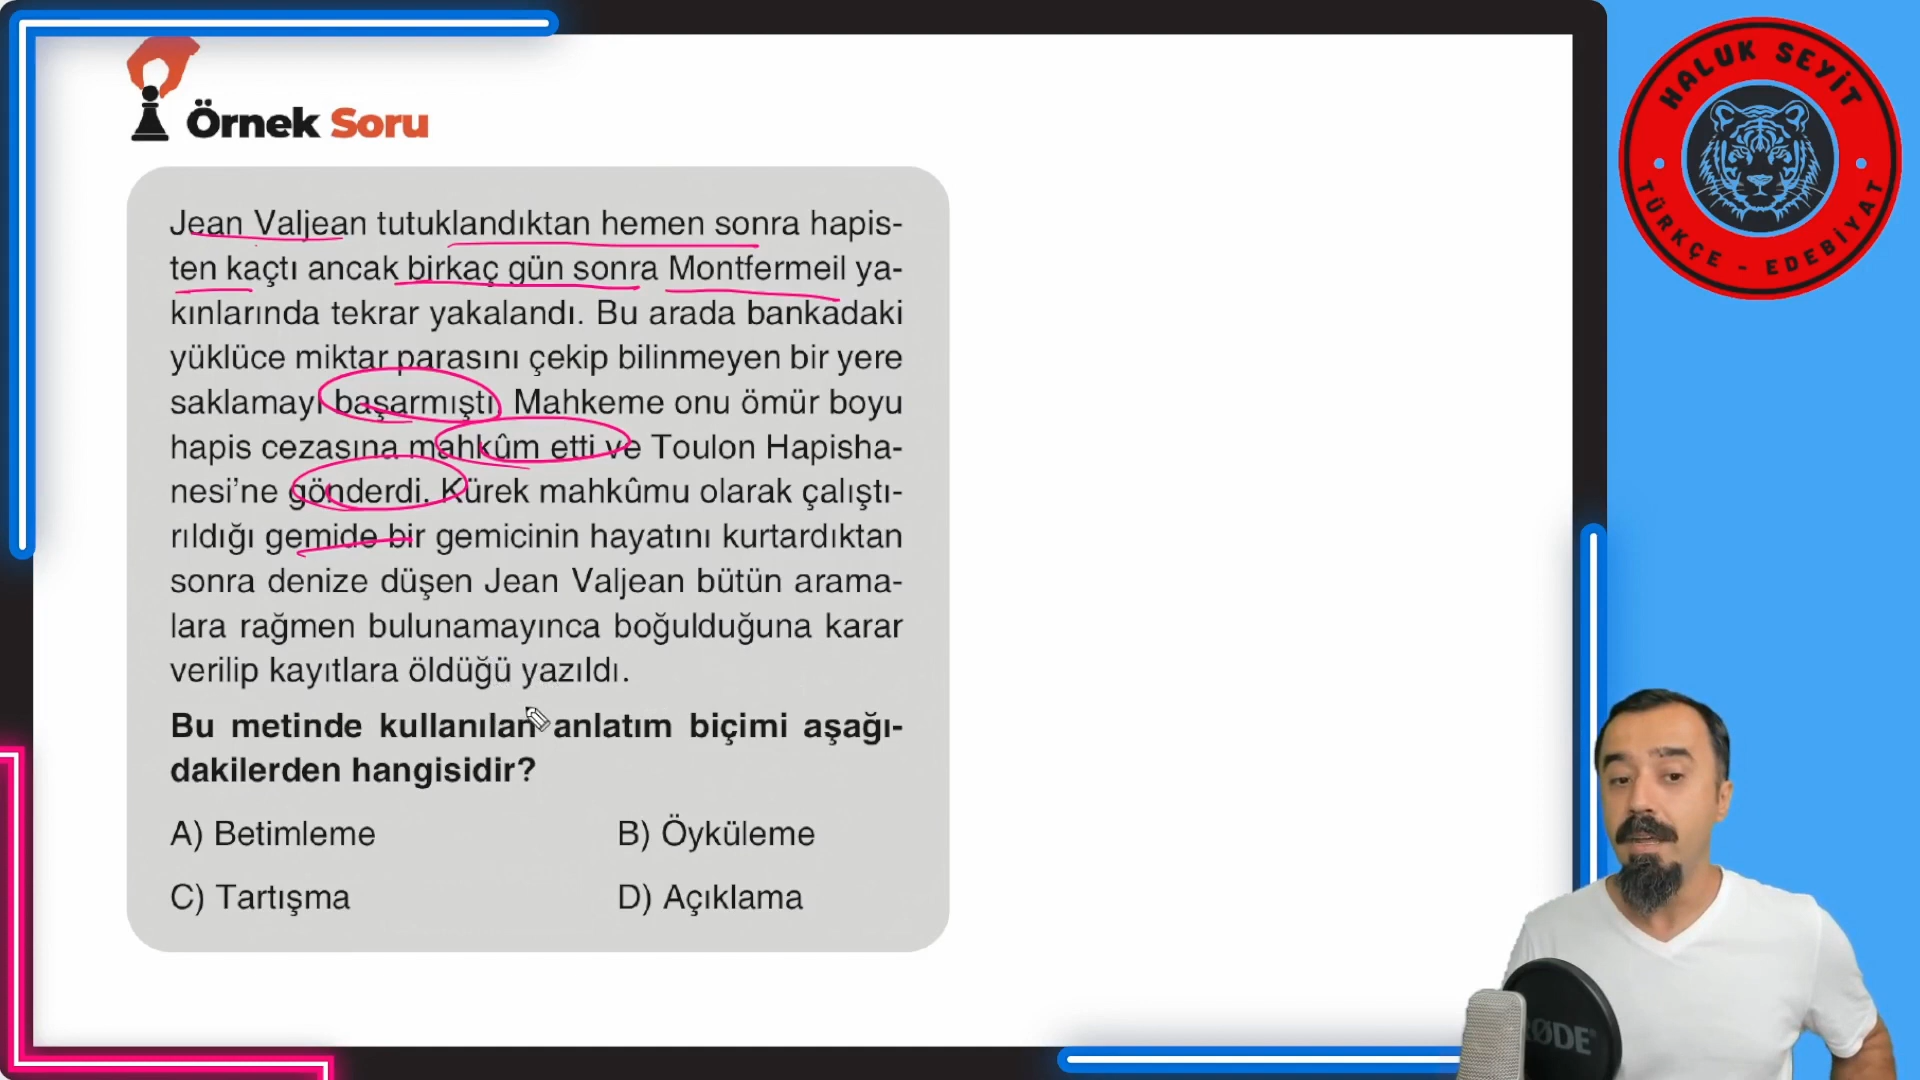 Örnek Soru
Jean Valjean tutuklandıktan hemen sonra hapis-
ten kaçtı ancak birkaç gün sonra Montfermeil ya-
kınlarında tekrar yakalandı. Bu arada bankadaki
yüklüce miktar parasını çekip bilinmeyen bir yere
saklamayı başarmıştı. Mahkeme onu ömür boyu
hapis cezasına mahkûm etti ve Toulon Hapisha-
nesi’ne gönderdi. Kürek mahkûmu olarak çalıştı-
rıldığı gemide bir gemicinin hayatını kurtardıktan
sonra denize düşen Jean Valjean bütün arama-
lara rağmen bulunamayınca boğulduğuna karar
verilip kayıtlara öldüğü yazıldı.
Bu metinde kullanılan anlatım biçimi aşağı-
dakilerden hangisidir?
A) Betimleme
B) Öyküleme
C) Tartışma
D) Açıklama
HALUK SEYİT
TÜRKÇE - EDEBİYAT
RØDE